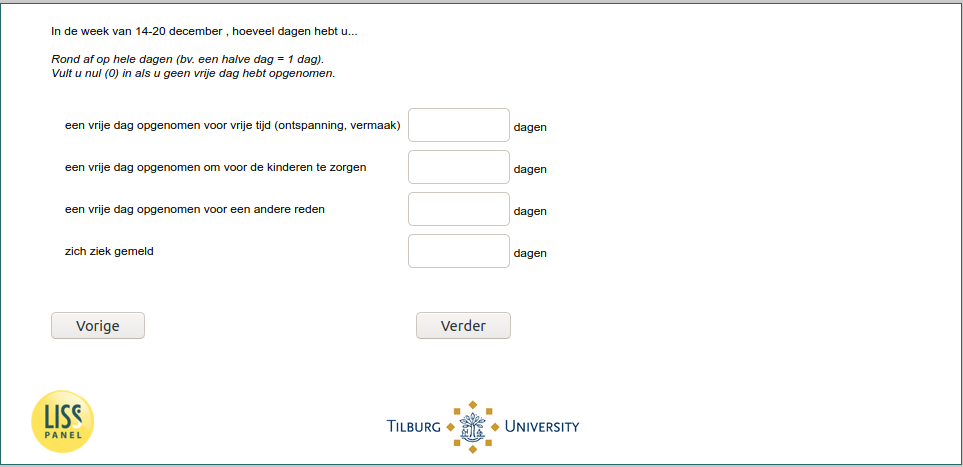 In de week van 14-20 december , hoeveel dagen hebt u...
Rond af op hele dagen (bv. een halve dag = 1 dag).
Vult u nul (0) in als u geen vrije dag hebt opgenomen.
een vrije dag opgenomen voor vrije tijd (ontspanning, vermaak) dagen
een vrije dag opgenomen om voor de kinderen te zorgen dagen
een vrije dag opgenomen voor een andere reden dagen
zich ziek gemeld dagen
Vorige Verder
LISS
PANEL
TILBURG UNIVERSITY